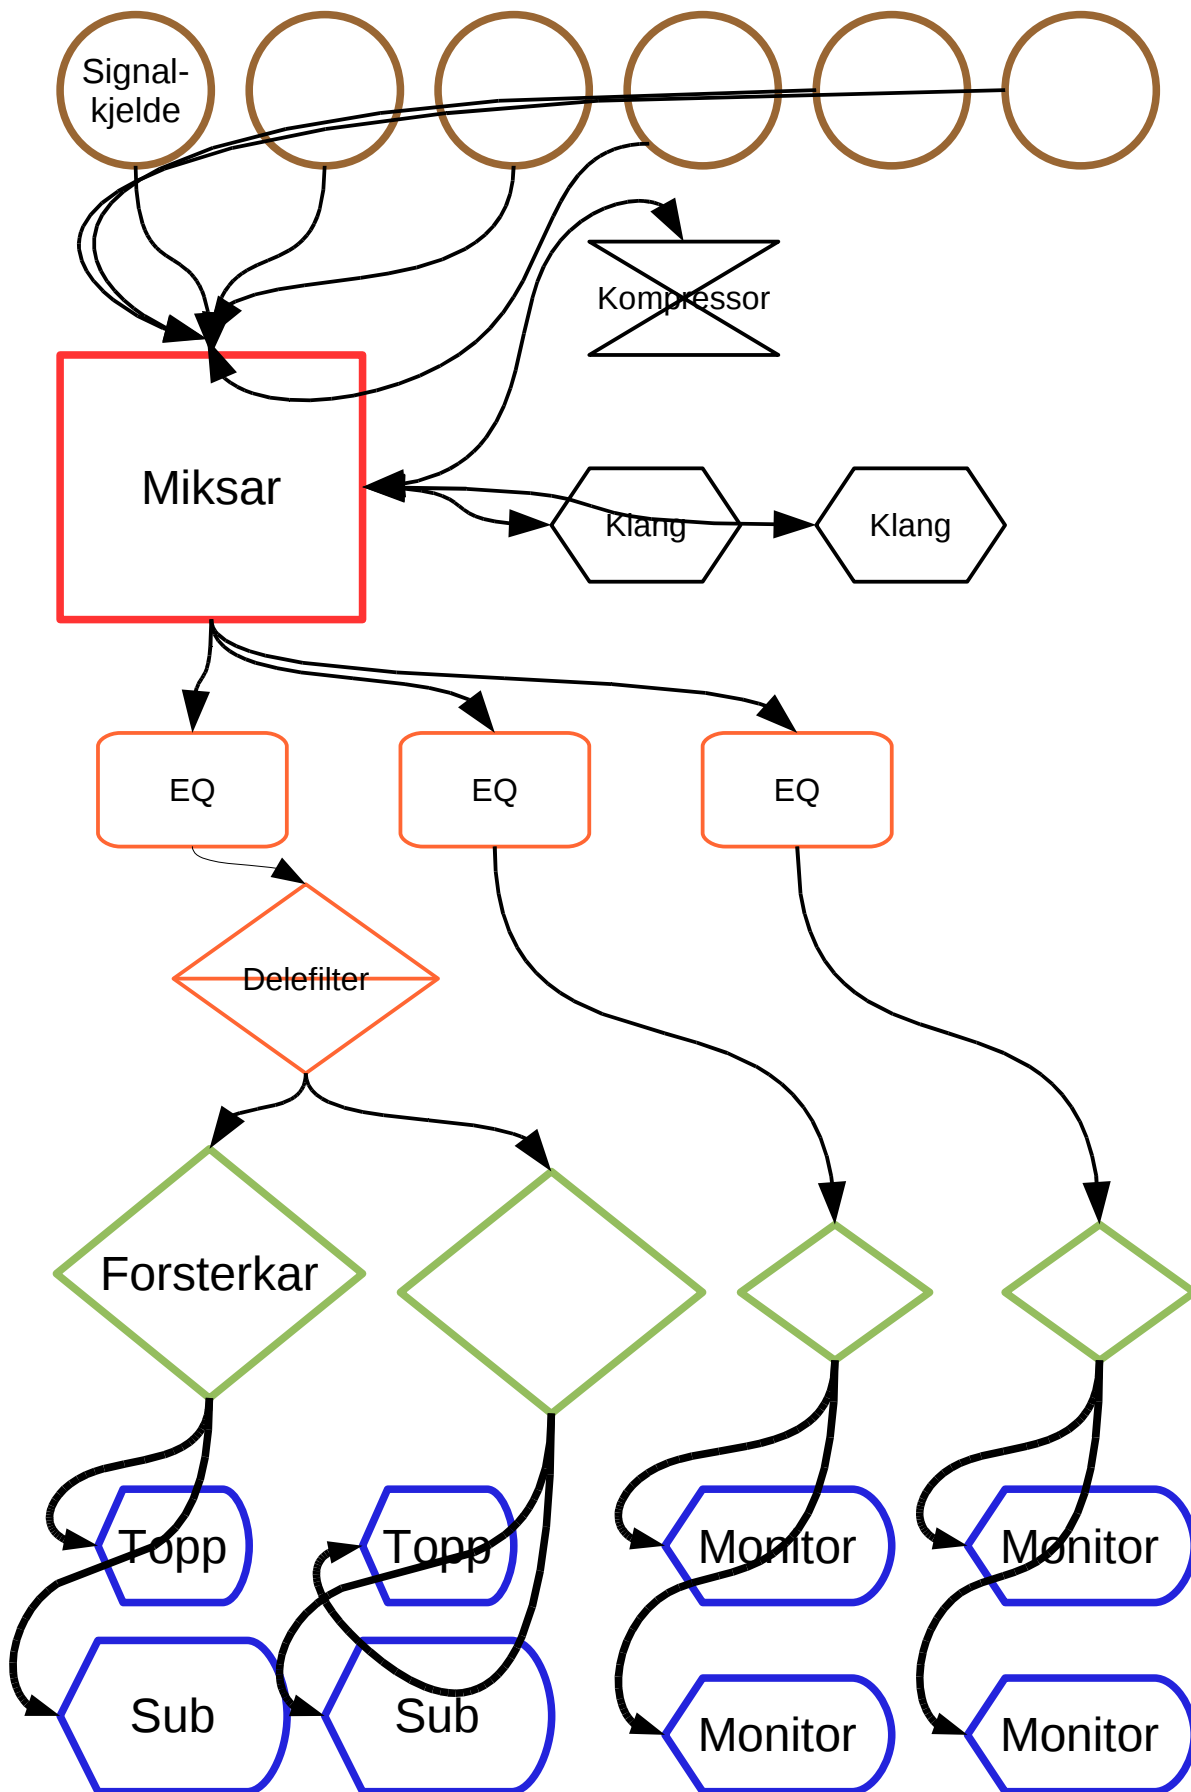 Signal-
kjelde
Kompressor
Miksar
Klang
Klang
EQ
EQ
EQ
Delefilter
Forsterkar
Topp
Topp
Monitor
Monitor
Sub
Sub
Monitor
Monitor